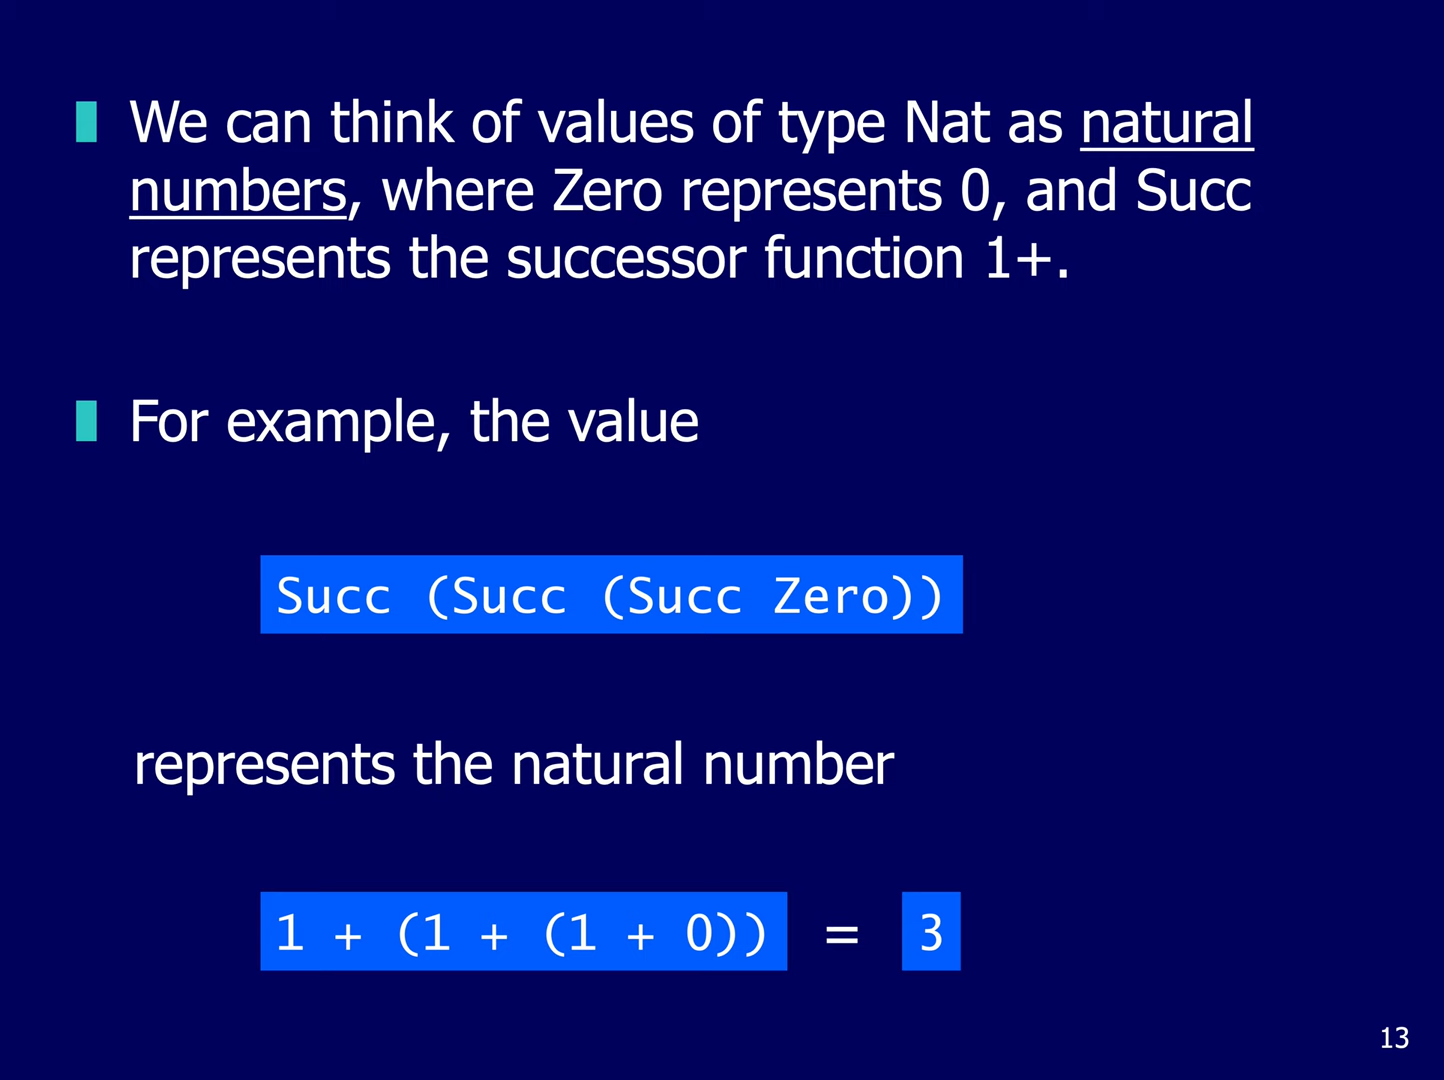 We can think of values of type Nat as natural
numbers, where Zero represents 0, and Succ
represents the successor function 1+.
For example, the value
Succ (Succ (Succ Zero))
represents the natural number
1 + (1 + (1 + 0)) = 3
13